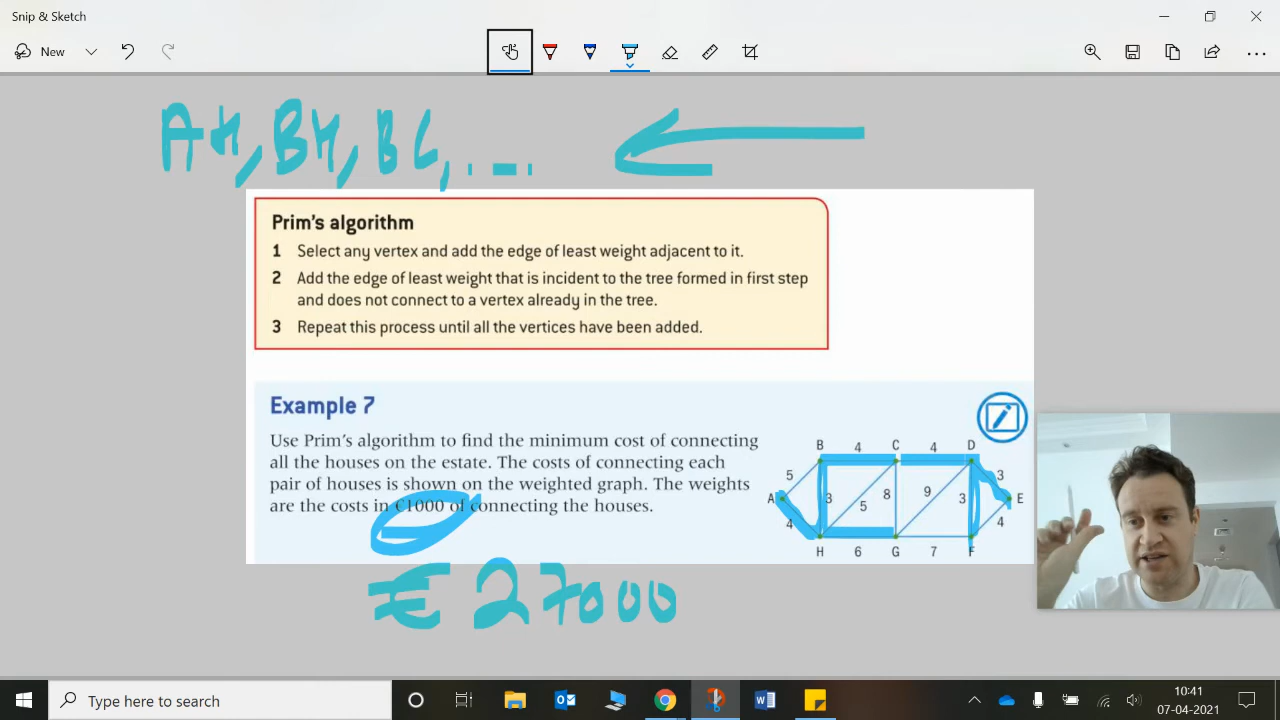 Snip & Sketch
New
AH, BH, BC, ...
Prim's algorithm
1 Select any vertex and add the edge of least weight adjacent to it.
2 Add the edge of least weight that is incident to the tree formed in first step
and does not connect to a vertex already in the tree.
3 Repeat this process until all the vertices have been added.
Example 7
Use Prim's algorithm to find the minimum cost of connecting
all the houses on the estate. The costs of connecting each
pair of houses is shown on the weighted graph. The weights
are the costs in €1000 of connecting the houses.
B 4 C 4 D
5 3
8 9
A 3 5 3 E
4 4
H 6 G 7 F
€27000
Type here to search
10:41
07-04-2021